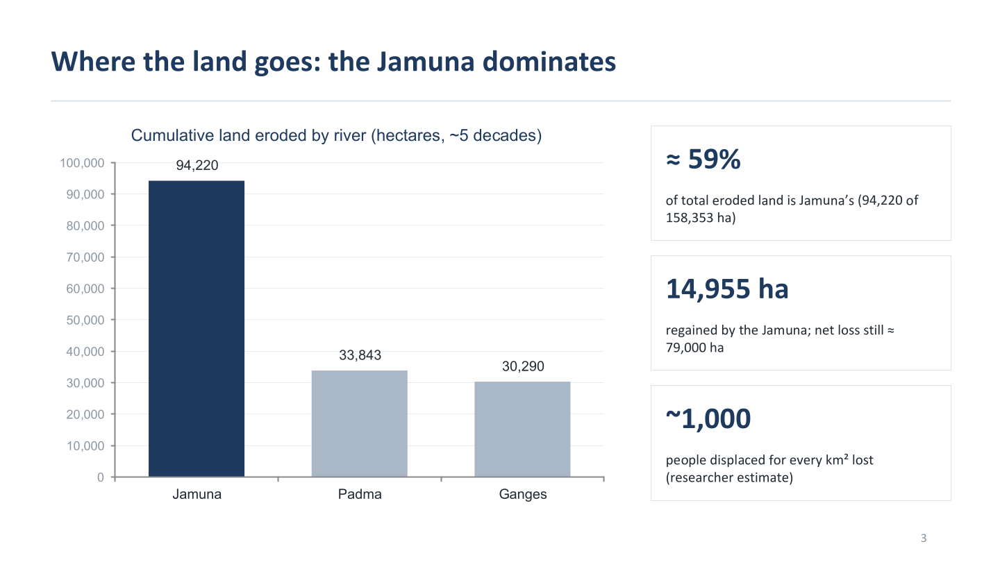 Where the land goes: the Jamuna dominates
Cumulative land eroded by river (hectares, ~5 decades)
100,000
90,000
80,000
70,000
60,000
50,000
40,000
30,000
20,000
10,000
0
94,220
33,843
30,290
Jamuna
Padma
Ganges
≈ 59%
of total eroded land is Jamuna’s (94,220 of
158,353 ha)
14,955 ha
regained by the Jamuna; net loss still ≈
79,000 ha
~1,000
people displaced for every km² lost
(researcher estimate)
3